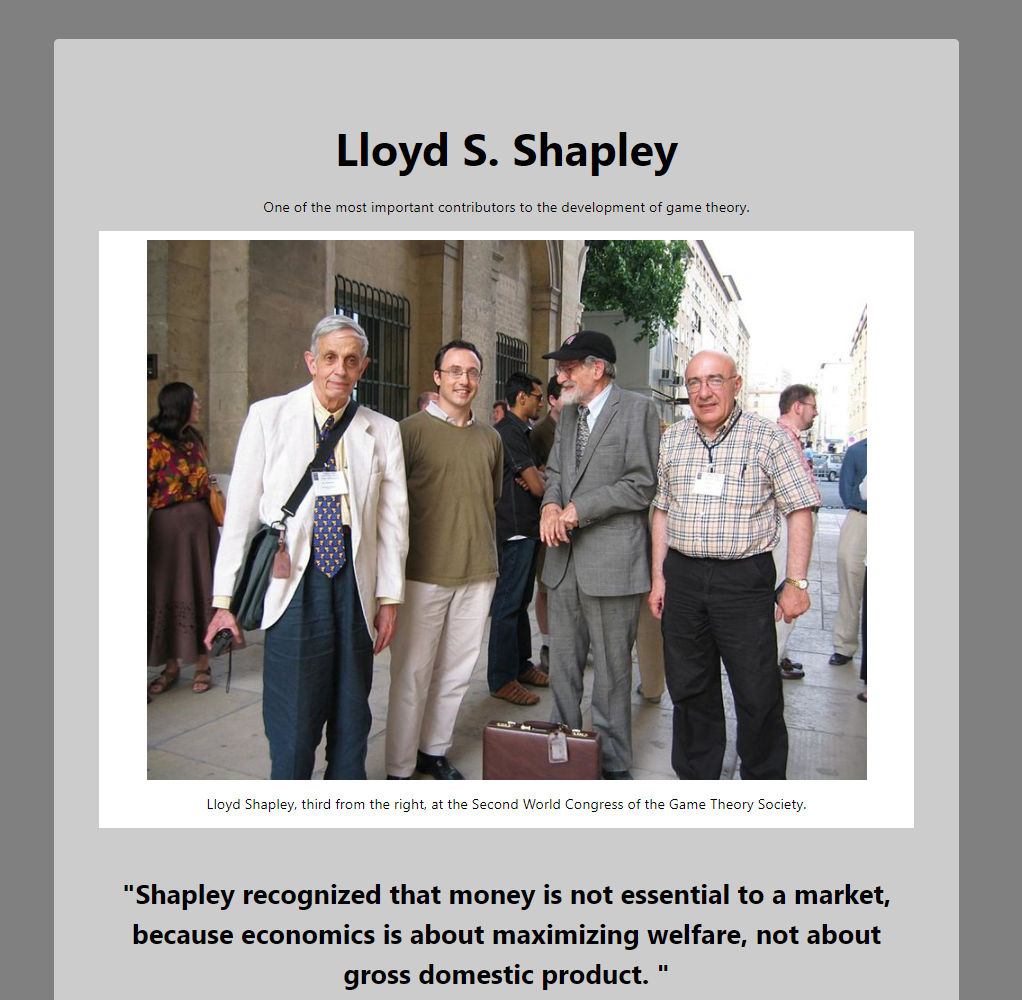 Lloyd S. Shapley
One of the most important contributors to the development of game theory.
Lloyd Shapley, third from the right, at the Second World Congress of the Game Theory Society.
"Shapley recognized that money is not essential to a market,
because economics is about maximizing welfare, not about
gross domestic product. "